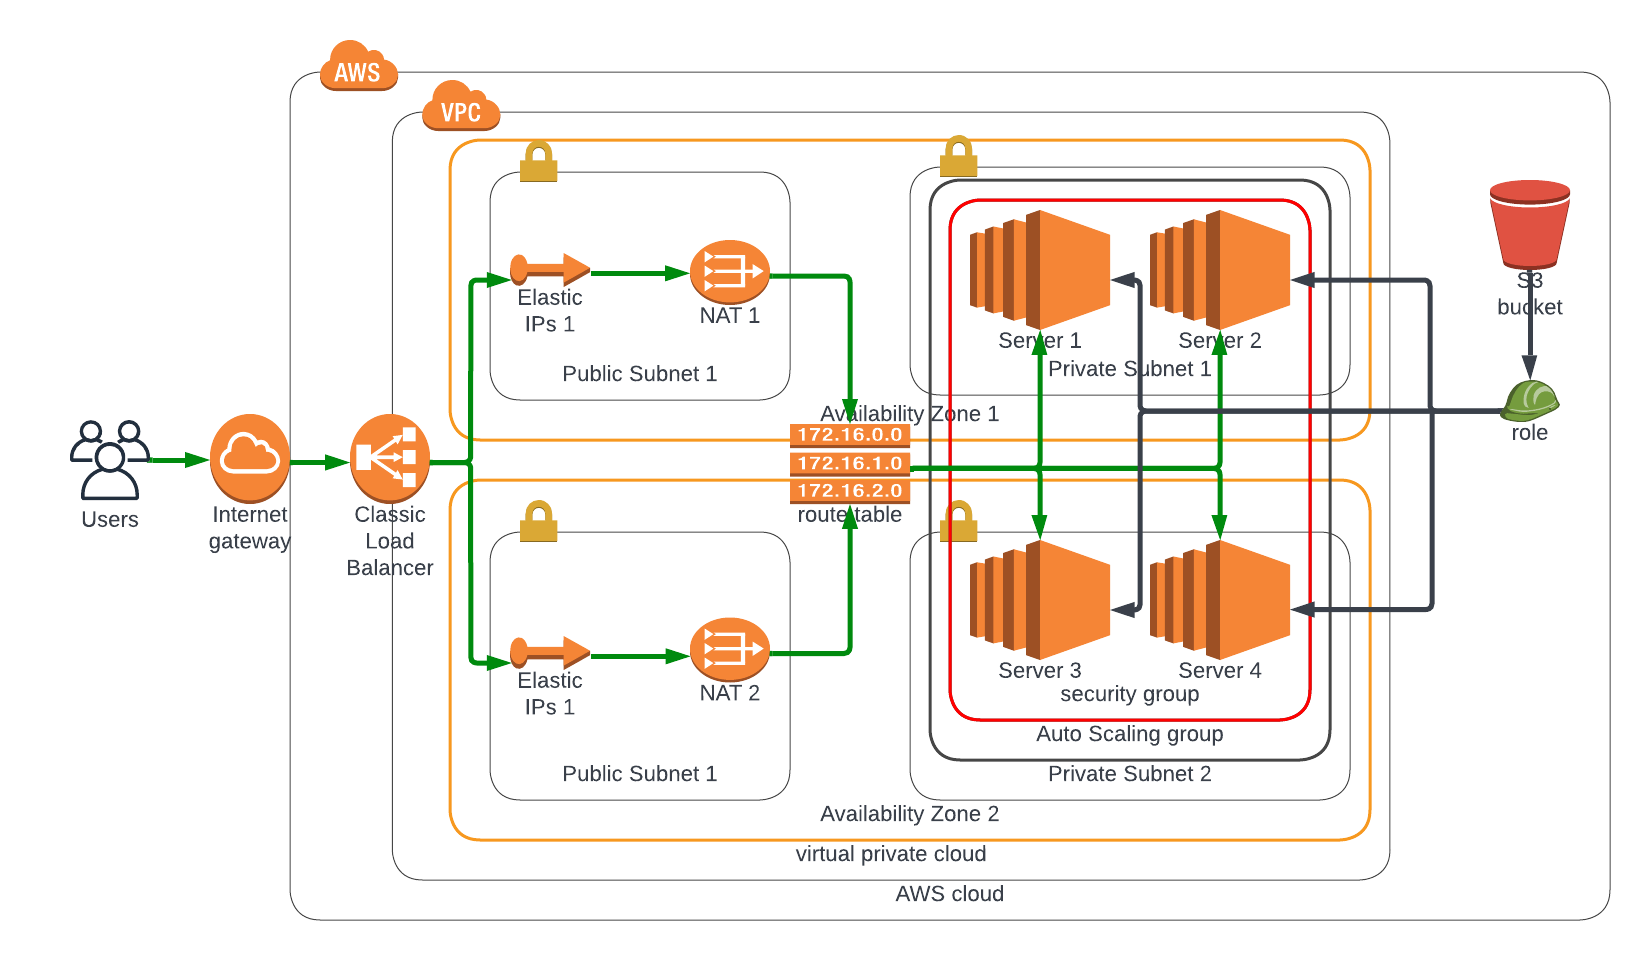 AWS
VPC
Elastic
IPs 1
NAT 1
Public Subnet 1
Server 1
Server 2
Private Subnet 1
S3
bucket
role
Availability Zone 1
172.16.0.0
172.16.1.0
172.16.2.0
route table
Users
Internet
gateway
Classic
Load
Balancer
Elastic
IPs 1
NAT 2
Public Subnet 1
Server 3
Server 4
security group
Auto Scaling group
Private Subnet 2
Availability Zone 2
virtual private cloud
AWS cloud